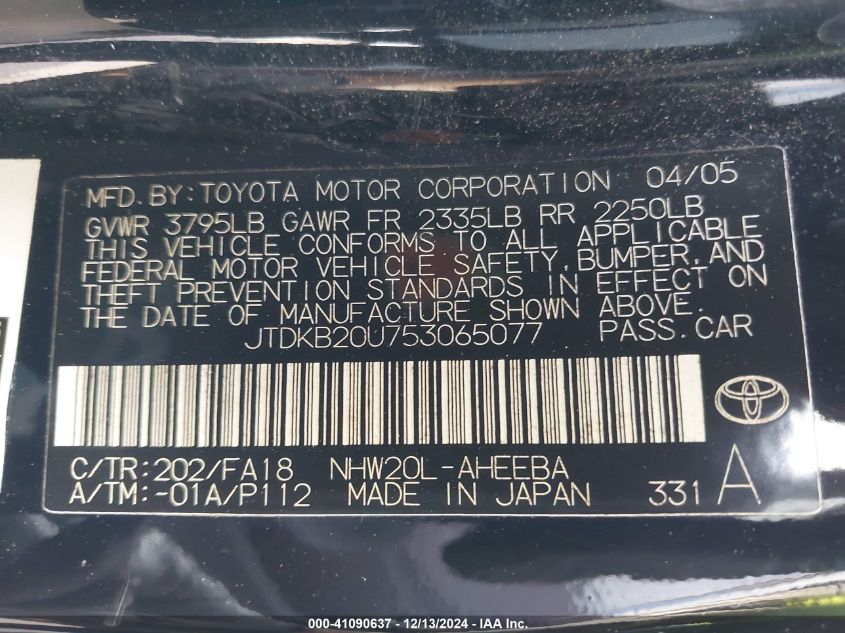 MFD.BY:TOYOTA MOTOR CORPORATION 04/05
GVWR 3795LB GAWR FR 2335LB RR 2250LB
THIS VEHICLE CONFORMS TO ALL APPLICABLE
FEDERAL MOTOR VEHICLE SAFETY,BUMPER,AND
THEFT PREVENTION STANDARDS IN EFFECT ON
THE DATE OF MANUFACTURE SHOWN ABOVE.
JTDKB20U753065077 PASS.CAR
C/TR:202/FA18 NHW20L-AHEEBA
A/TM:-01A/P112 MADE IN JAPAN 331 A
000-41090637 - 12/13/2024 - IAA Inc.